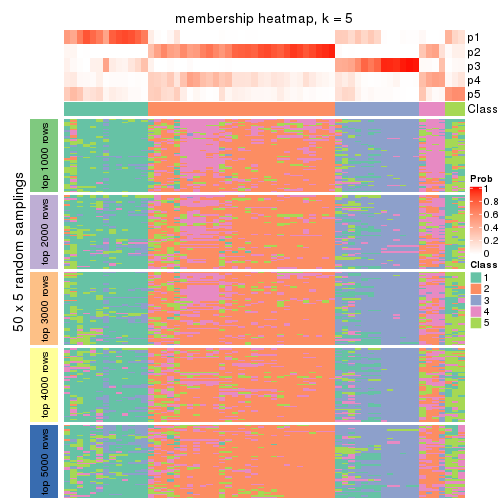 membership heatmap, k = 5
p1
p2
p3
p4
p5
Class
50 x 5 random samplings
top 1000 rows
top 2000 rows
top 3000 rows
top 4000 rows
top 5000 rows
Prob
1
0.8
0.6
0.4
0.2
0
Class
1
2
3
4
5